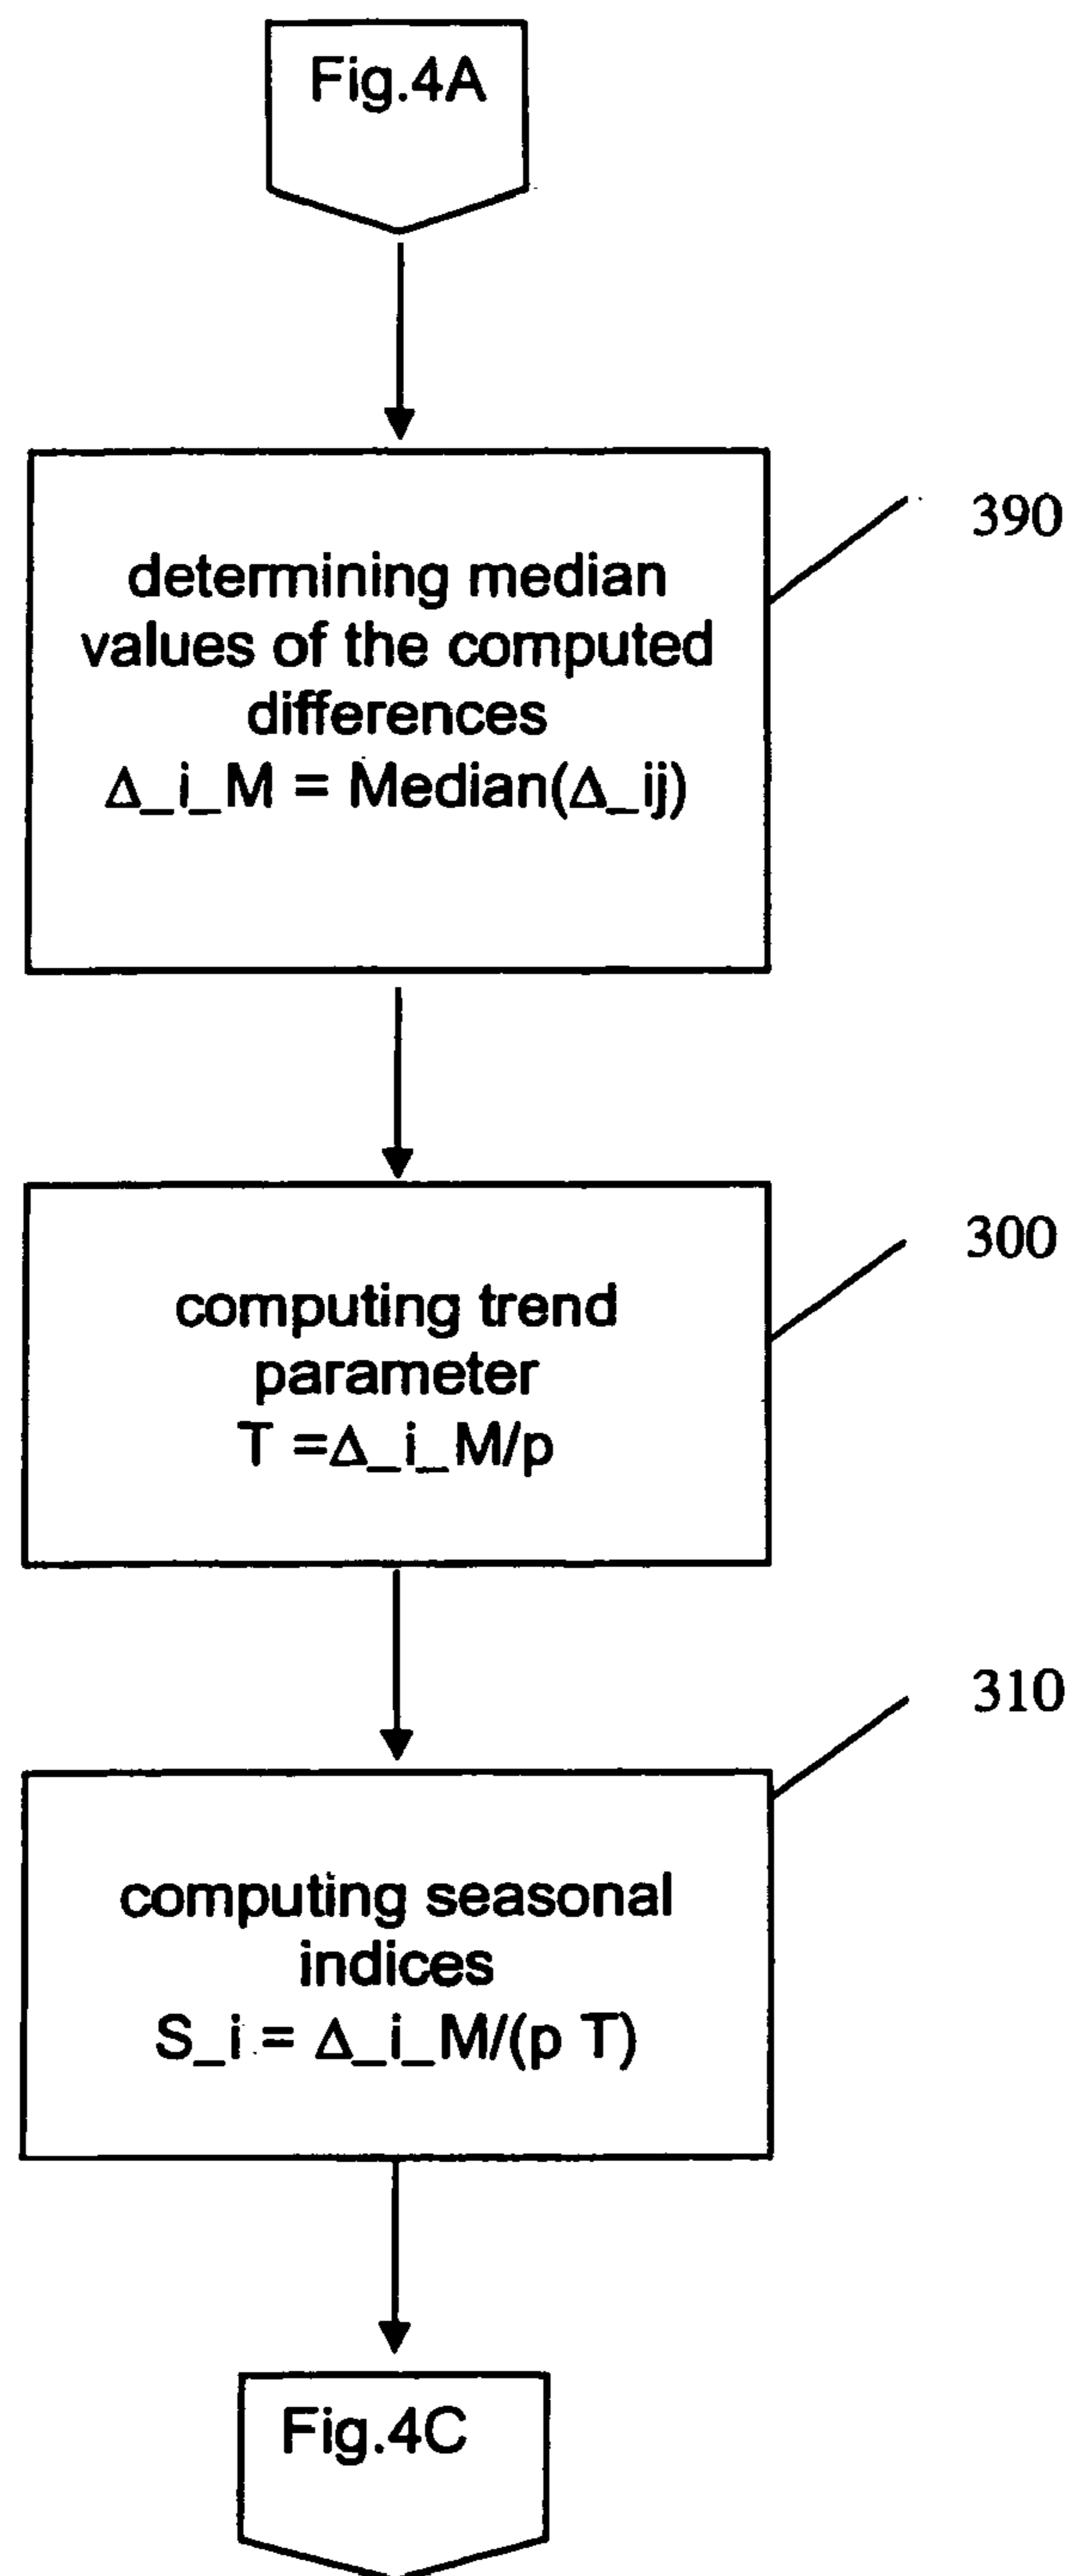 Fig.4A
determining median
values of the computed
differences
Δ_i_M = Median(Δ_ij)
390
computing trend
parameter
T =Δ_i_M/p
300
computing seasonal
indices
S_i = Δ_i_M/(p T)
310
Fig.4C